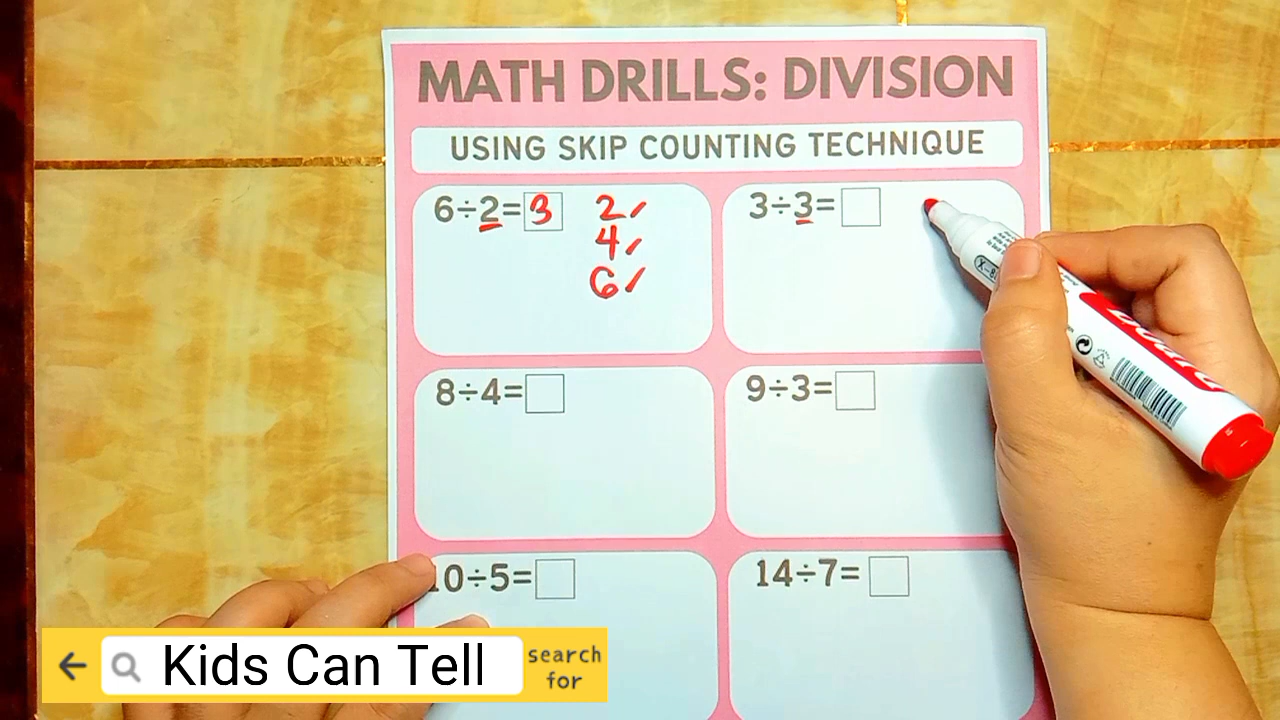 MATH DRILLS: DIVISION
USING SKIP COUNTING TECHNIQUE
6÷2=3
2
4
6
3÷3=
8÷4=
9÷3=
10÷5=
14÷7=
Kids Can Tell
search
for